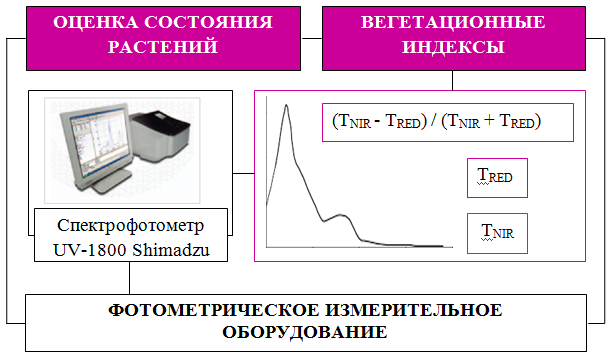 ОЦЕНКА СОСТОЯНИЯ
РАСТЕНИЙ
ВЕГЕТАЦИОННЫЕ
ИНДЕКСЫ
(TNIR - TRED) / (TNIR + TRED)
TRED
TNIR
Спектрофотометр
UV-1800 Shimadzu
ФОТОМЕТРИЧЕСКОЕ ИЗМЕРИТЕЛЬНОЕ
ОБОРУДОВАНИЕ